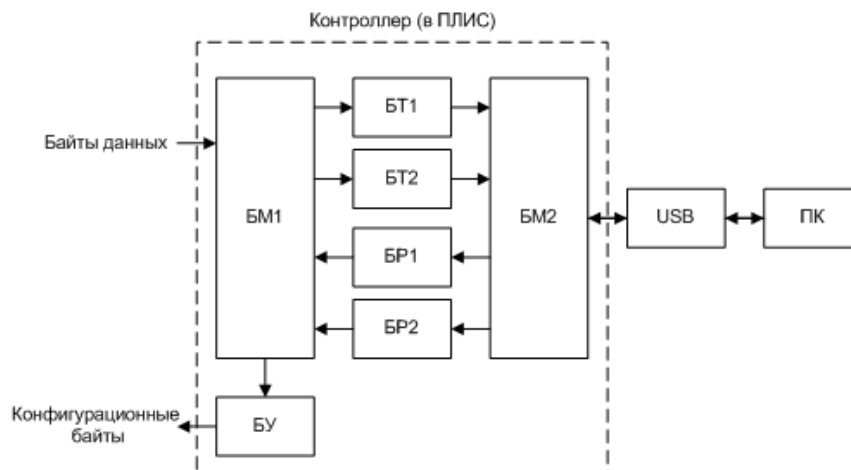 Контроллер (в ПЛИС)
Байты данных
БМ1
БТ1
БТ2
БР1
БР2
БМ2
USB
ПК
БУ
Конфигурационные
байты